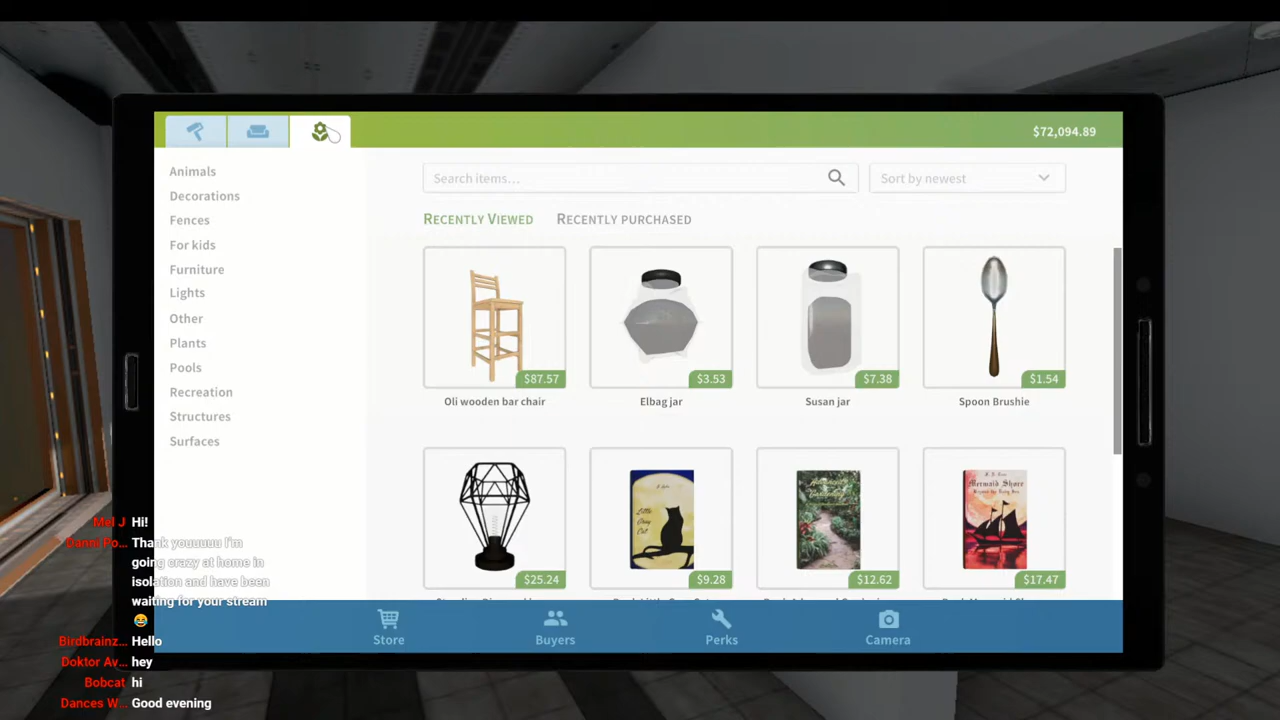 $72,094.89
Animals
Decorations
Fences
For kids
Furniture
Lights
Other
Plants
Pools
Recreation
Structures
Surfaces
Search items...
Sort by newest
RECENTLY VIEWED
RECENTLY PURCHASED
$87.57
$3.53
$7.38
$1.54
Oli wooden bar chair
Elbag jar
Susan jar
Spoon Brushie
Little
Cat
Mermaid Shore
$25.24
$9.28
$12.62
$17.47
Store
Buyers
Perks
Camera
Mel J Hi!
Danni Po... Thank youuuuu I'm
going crazy at home in
isolation and have been
waiting for your stream
😂
Birdbrainz... Hello
Doktor Av... hey
Bobcat hi
Dances W... Good evening